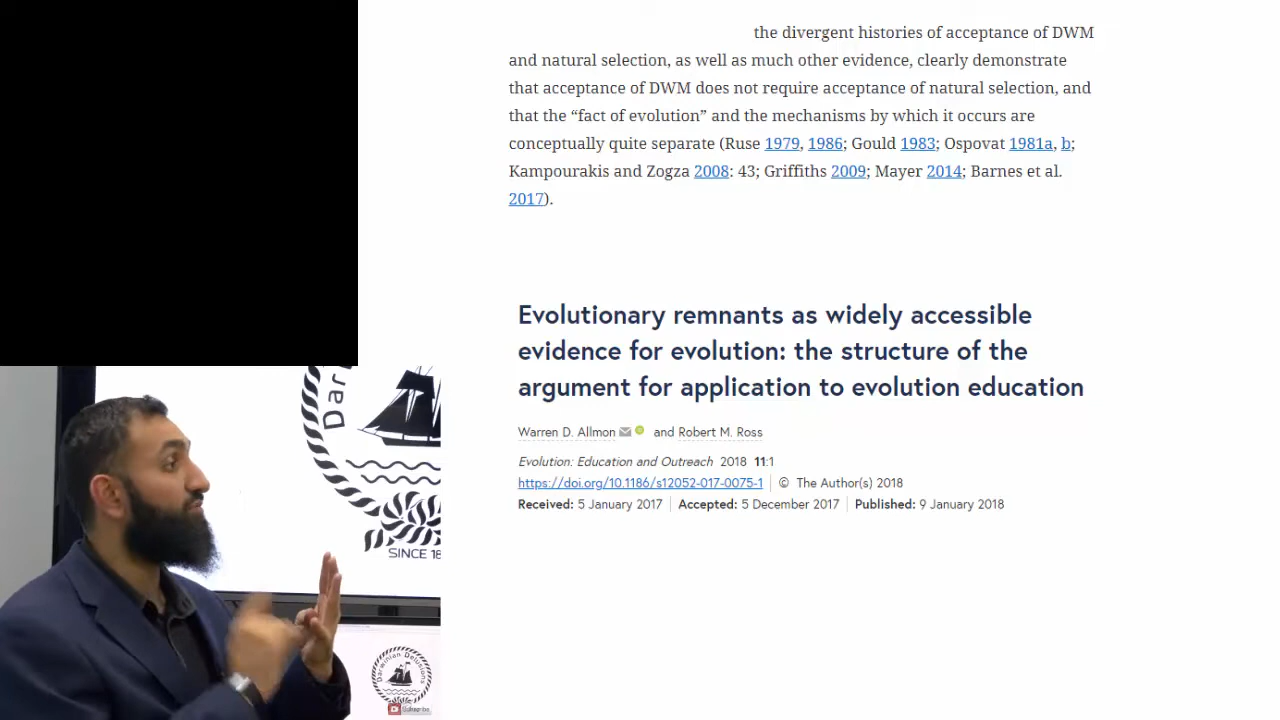 the divergent histories of acceptance of DWM
and natural selection, as well as much other evidence, clearly demonstrate
that acceptance of DWM does not require acceptance of natural selection, and
that the “fact of evolution” and the mechanisms by which it occurs are
conceptually quite separate (Ruse 1979, 1986; Gould 1983; Ospovat 1981a, b;
Kampourakis and Zogza 2008: 43; Griffiths 2009; Mayer 2014; Barnes et al.
2017).
Evolutionary remnants as widely accessible
evidence for evolution: the structure of the
argument for application to evolution education
Warren D. Allmon and Robert M. Ross
Evolution: Education and Outreach 2018 11:1
https://doi.org/10.1186/s12052-017-0075-1 | © The Author(s) 2018
Received: 5 January 2017 | Accepted: 5 December 2017 | Published: 9 January 2018
Darw
SINCE 18
Darwinian Delusions
Subscribe